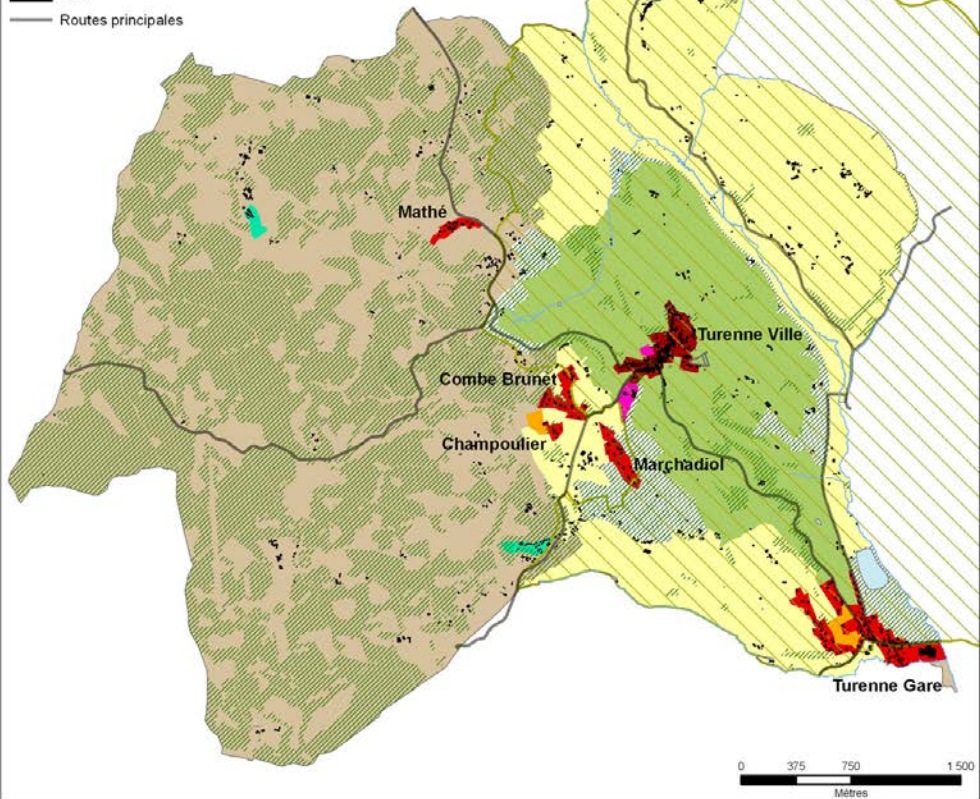 Routes principales
Mathé
Turenne Ville
Combe Brunet
Champoulier
Marchadiol
Turenne Gare
0 375 750 1 500
Mètres